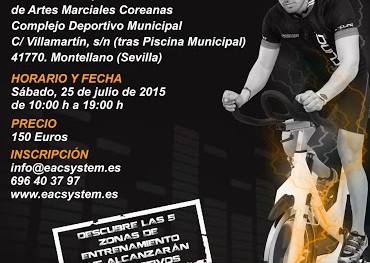 de Artes Marciales Coreanas
Complejo Deportivo Municipal
C/ Villamartín, s/n (tras Piscina Municipal)
41770. Montellano (Sevilla)
HORARIO Y FECHA
Sábado, 25 de julio de 2015
de 10:00 h a 19:00 h
PRECIO
150 Euros
INSCRIPCIÓN
info@eacsystem.es
696 40 37 97
www.eacsystem.es
DESCUBRE LAS 5
ZONAS DE
ENTRENAMIENTO
ALCANZARÁN